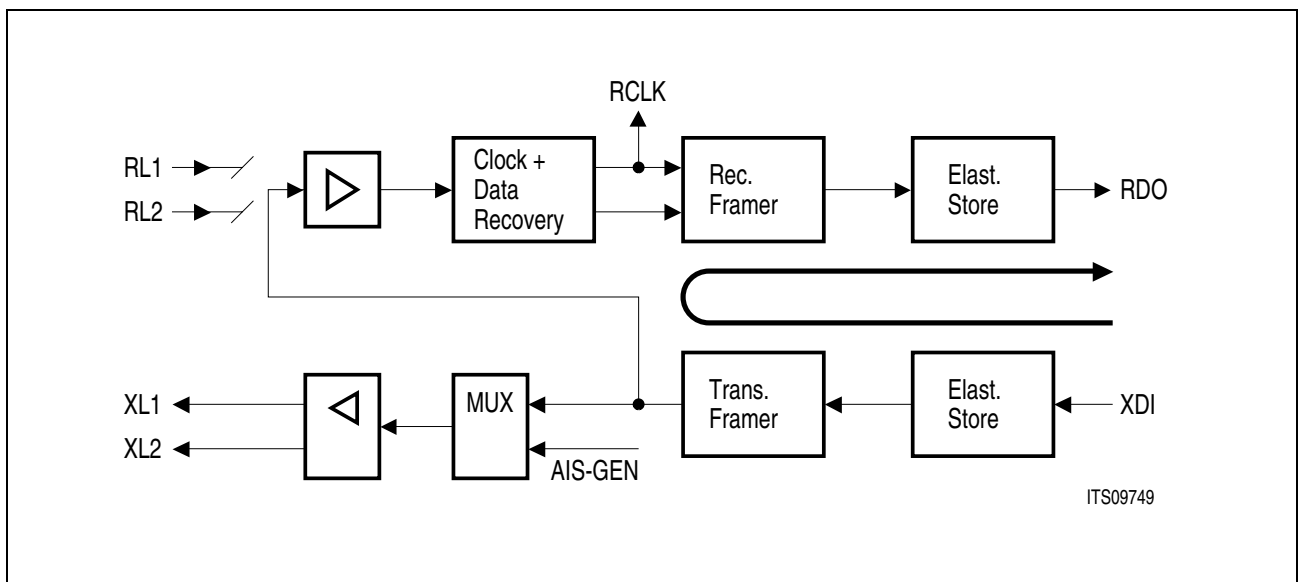 RCLK
RL1
RL2
Clock +
Data
Recovery
Rec.
Framer
Elast.
Store
RDO
XL1
XL2
MUX
AIS-GEN
Trans.
Framer
Elast.
Store
XDI
ITS09749